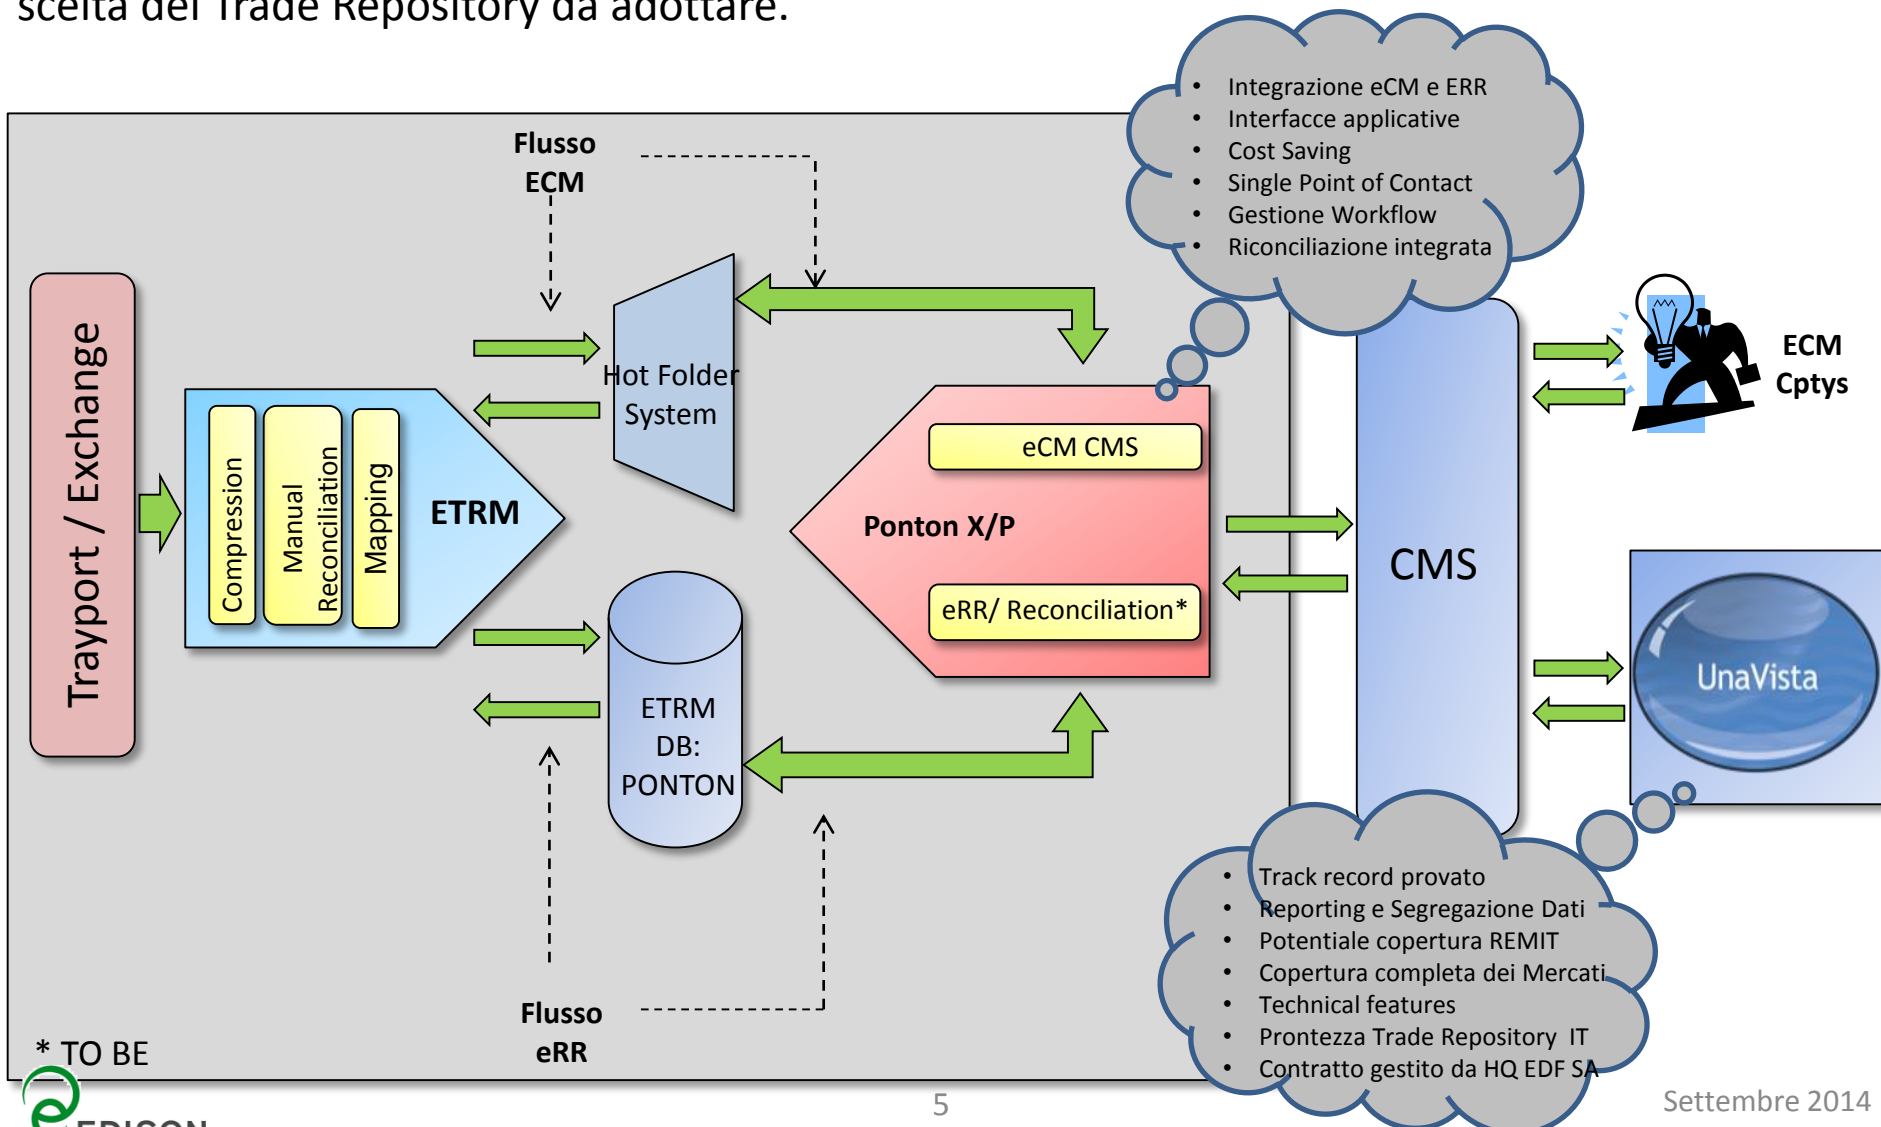 scelta del Trade Repository da adottare.
• Integrazione eCM e ERR
• Interfacce applicative
• Cost Saving
• Single Point of Contact
• Gestione Workflow
• Riconciliazione integrata
Flusso
ECM
Trayport / Exchange
Compression
Manual
Reconciliation
Mapping
ETRM
Hot Folder
System
ETRM
DB:
PONTON
eCM CMS
Ponton X/P
eRR/ Reconciliation*
CMS
ECM
Cptys
UnaVista
• Track record provato
• Reporting e Segregazione Dati
• Potentiale copertura REMIT
• Copertura completa dei Mercati
• Technical features
• Prontezza Trade Repository IT
• Contratto gestito da HQ EDF SA
Flusso
eRR
* TO BE
EDISON
5
Settembre 2014